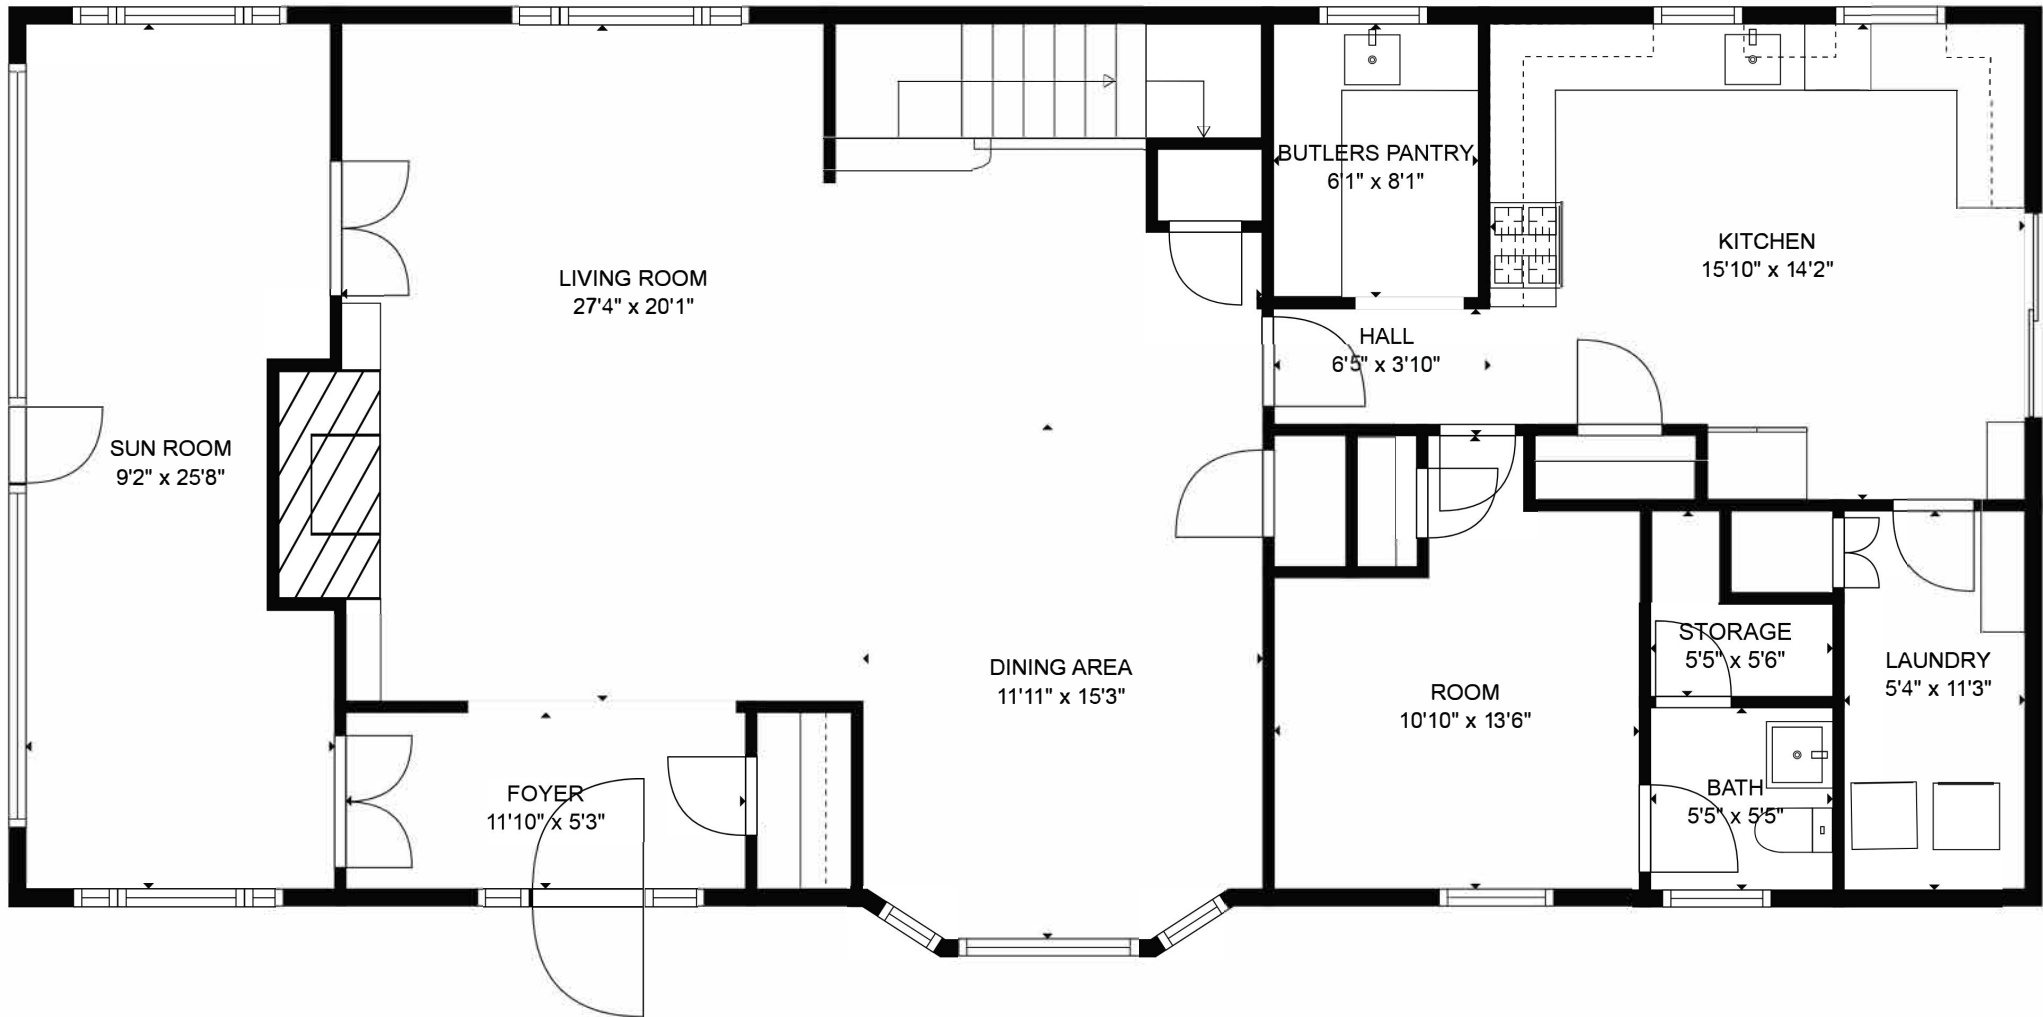 BUTLERS PANTRY
6'1" x 8'1"
KITCHEN
15'10" x 14'2"
LIVING ROOM
27'4" x 20'1"
HALL
6'5" x 3'10"
SUN ROOM
9'2" x 25'8"
STORAGE
5'5" x 5'6"
DINING AREA
11'11" x 15'3"
LAUNDRY
5'4" x 11'3"
ROOM
10'10" x 13'6"
FOYER
11'10" x 5'3"
BATH
5'5" x 5'5"